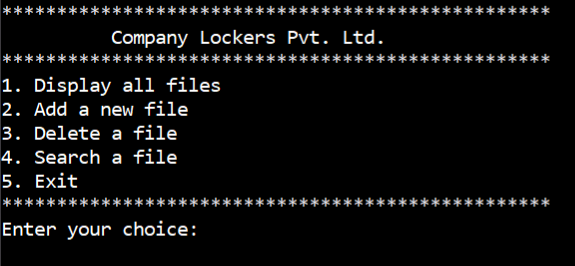 **************************************************
Company Lockers Pvt. Ltd.
**************************************************
1. Display all files
2. Add a new file
3. Delete a file
4. Search a file
5. Exit
**************************************************
Enter your choice: